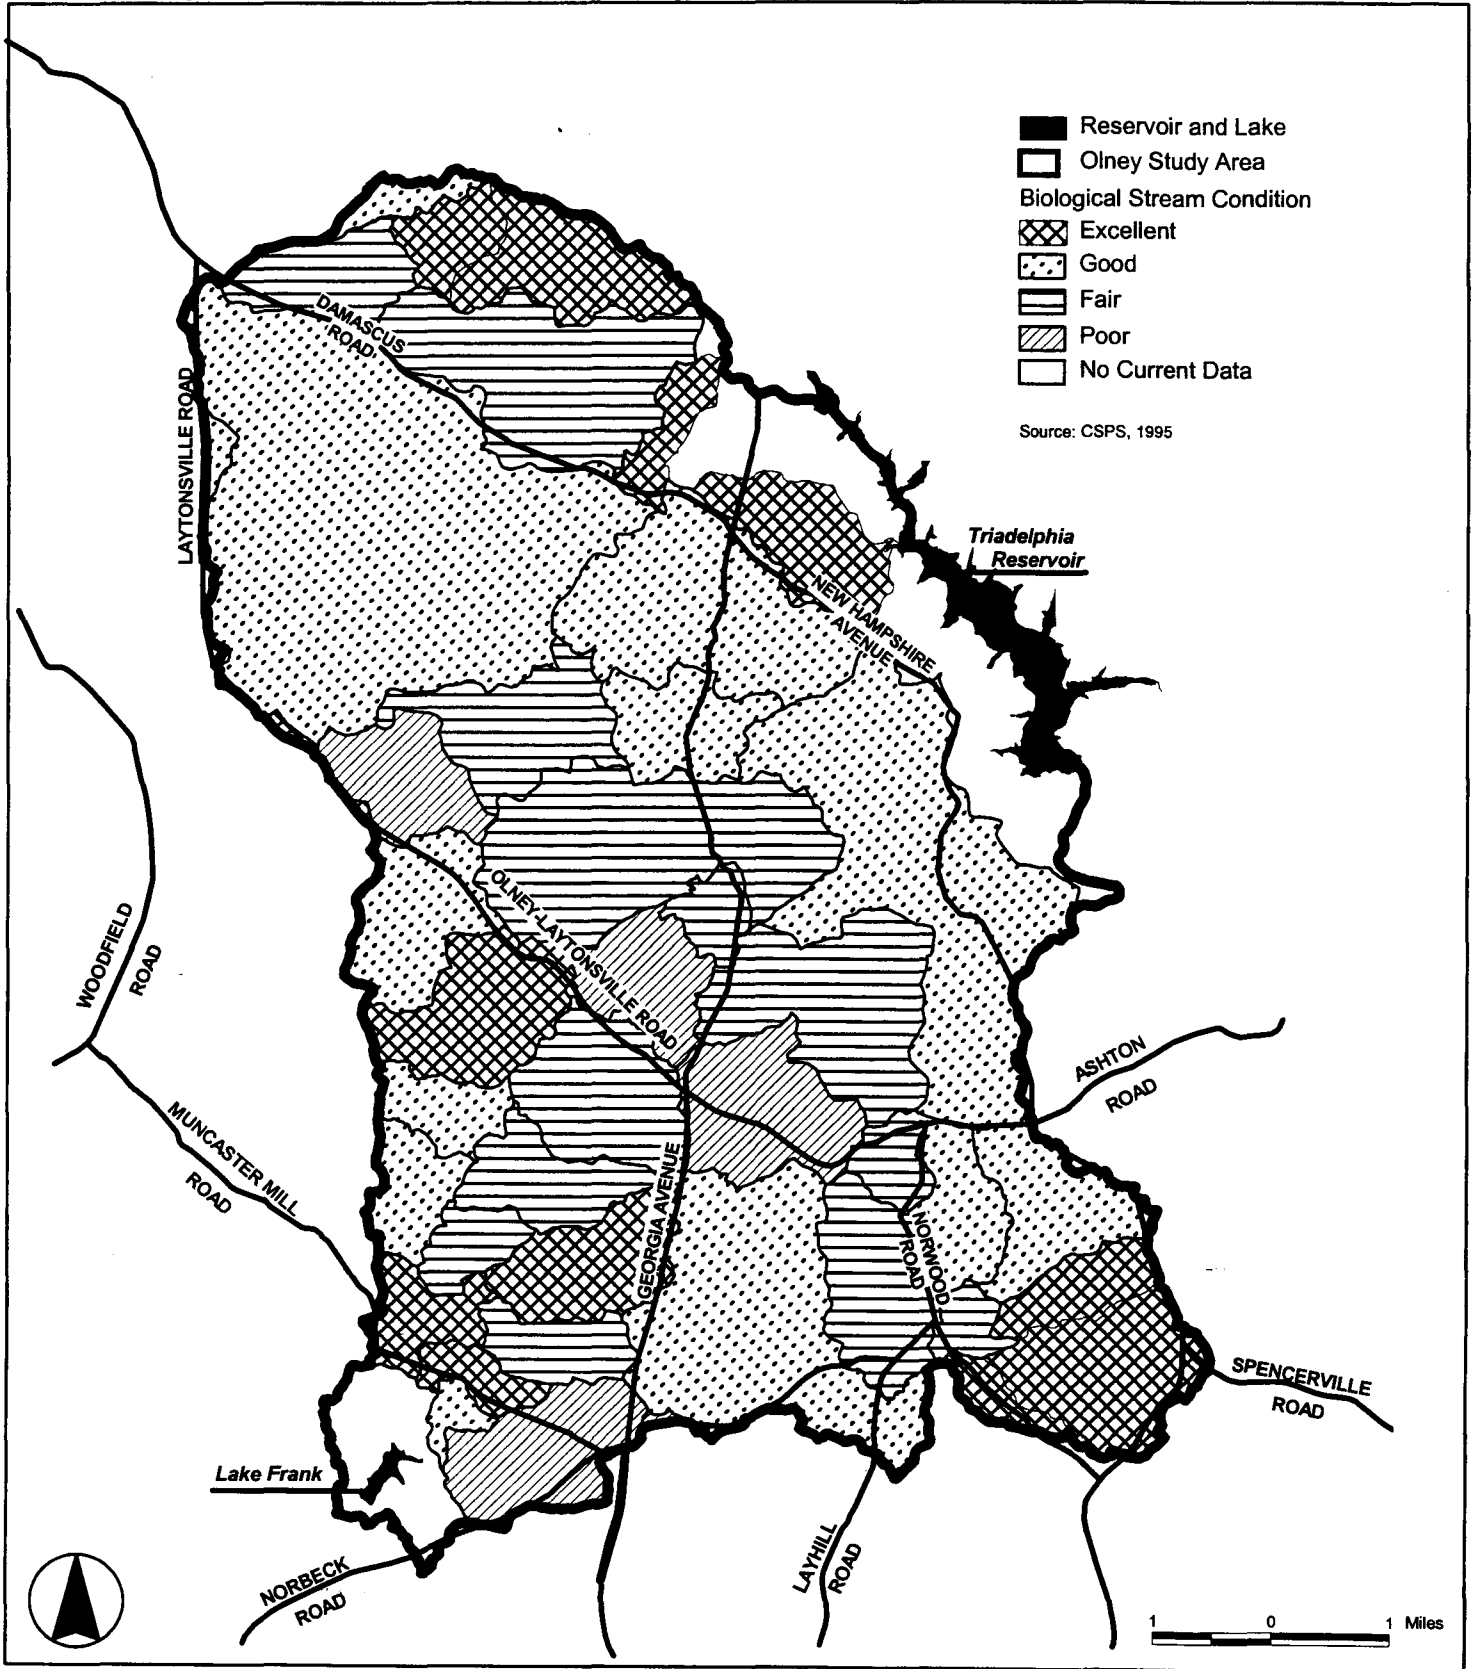 Reservoir and Lake
Olney Study Area
Biological Stream Condition
Excellent
Good
Fair
Poor
No Current Data
Source: CSPS, 1995
DAMASCUS
ROAD
LAYTONSVILLE ROAD
Triadelphia
Reservoir
NEW HAMPSHIRE
AVENUE
OLNEY-LAYTONSVILLE ROAD
WOODFIELD
ROAD
ASHTON
ROAD
MUNCASTER MILL
ROAD
GEORGIA AVENUE
NORWOOD
ROAD
SPENCERVILLE
ROAD
Lake Frank
NORBECK
ROAD
LAYHILL
ROAD
1 0 1 Miles